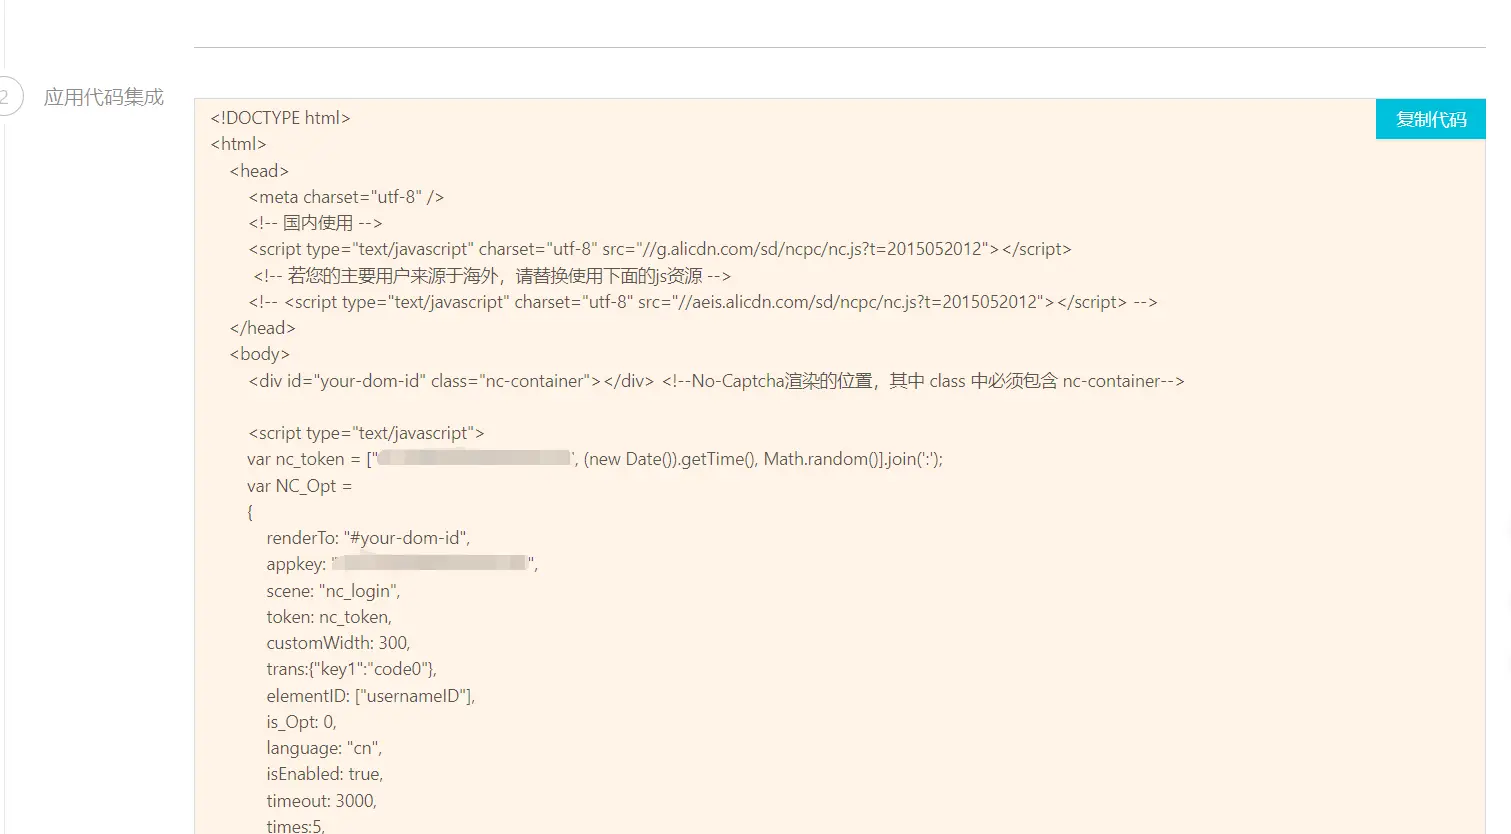 2
应用代码集成
复制代码
<!DOCTYPE html>
<html>
<head>
<meta charset="utf-8" />
<!-- 国内使用 -->
<script type="text/javascript" charset="utf-8" src="//g.alicdn.com/sd/ncpc/nc.js?t=2015052012"></script>
<!-- 若您的主要用户来源于海外，请替换使用下面的js资源 -->
<!-- <script type="text/javascript" charset="utf-8" src="//aeis.alicdn.com/sd/ncpc/nc.js?t=2015052012"></script> -->
</head>
<body>
<div id="your-dom-id" class="nc-container"></div> <!--No-Captcha渲染的位置，其中 class 中必须包含 nc-container-->
<script type="text/javascript">
var nc_token = ["", (new Date()).getTime(), Math.random()].join(':');
var NC_Opt =
{
renderTo: "#your-dom-id",
appkey: "",
scene: "nc_login",
token: nc_token,
customWidth: 300,
trans:{"key1":"code0"},
elementID: ["usernameID"],
is_Opt: 0,
language: "cn",
isEnabled: true,
timeout: 3000,
times:5,